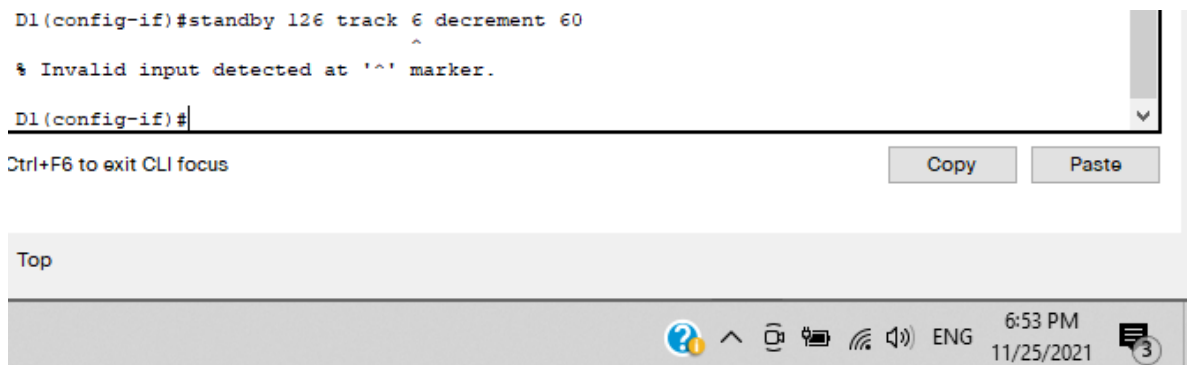 D1(config-if)#standby 126 track 6 decrement 60
^
% Invalid input detected at '^' marker.
D1(config-if)#
Ctrl+F6 to exit CLI focus
Copy
Paste
Top
ENG
6:53 PM
11/25/2021
3